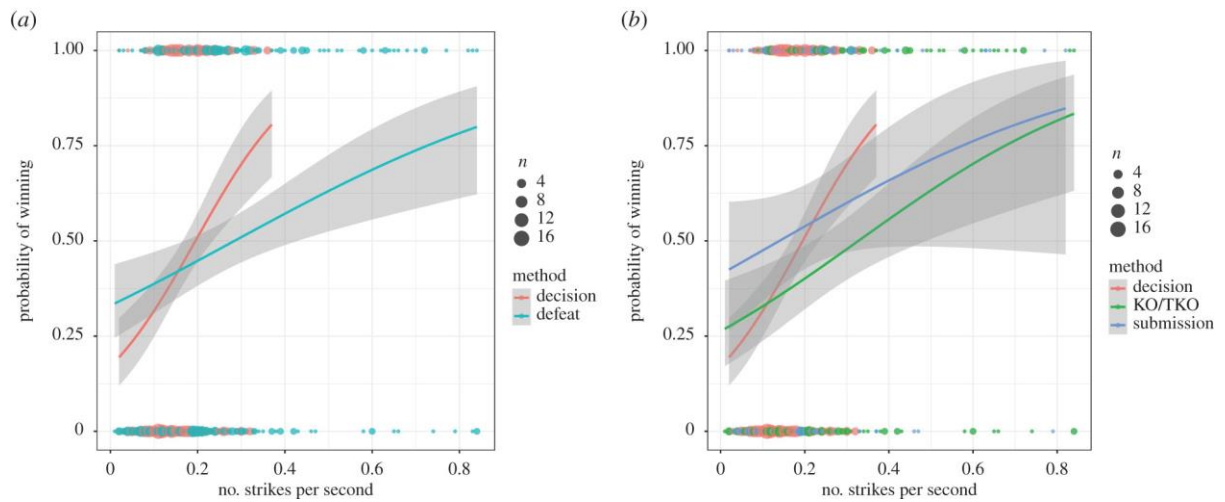 (a)
probability of winning
1.00
0.75
0.50
0.25
0
0
0.2
0.4
0.6
0.8
no. strikes per second
n
4
8
12
16
method
decision
defeat
(b)
probability of winning
1.00
0.75
0.50
0.25
0
0
0.2
0.4
0.6
0.8
no. strikes per second
n
4
8
12
16
method
decision
KO/TKO
submission